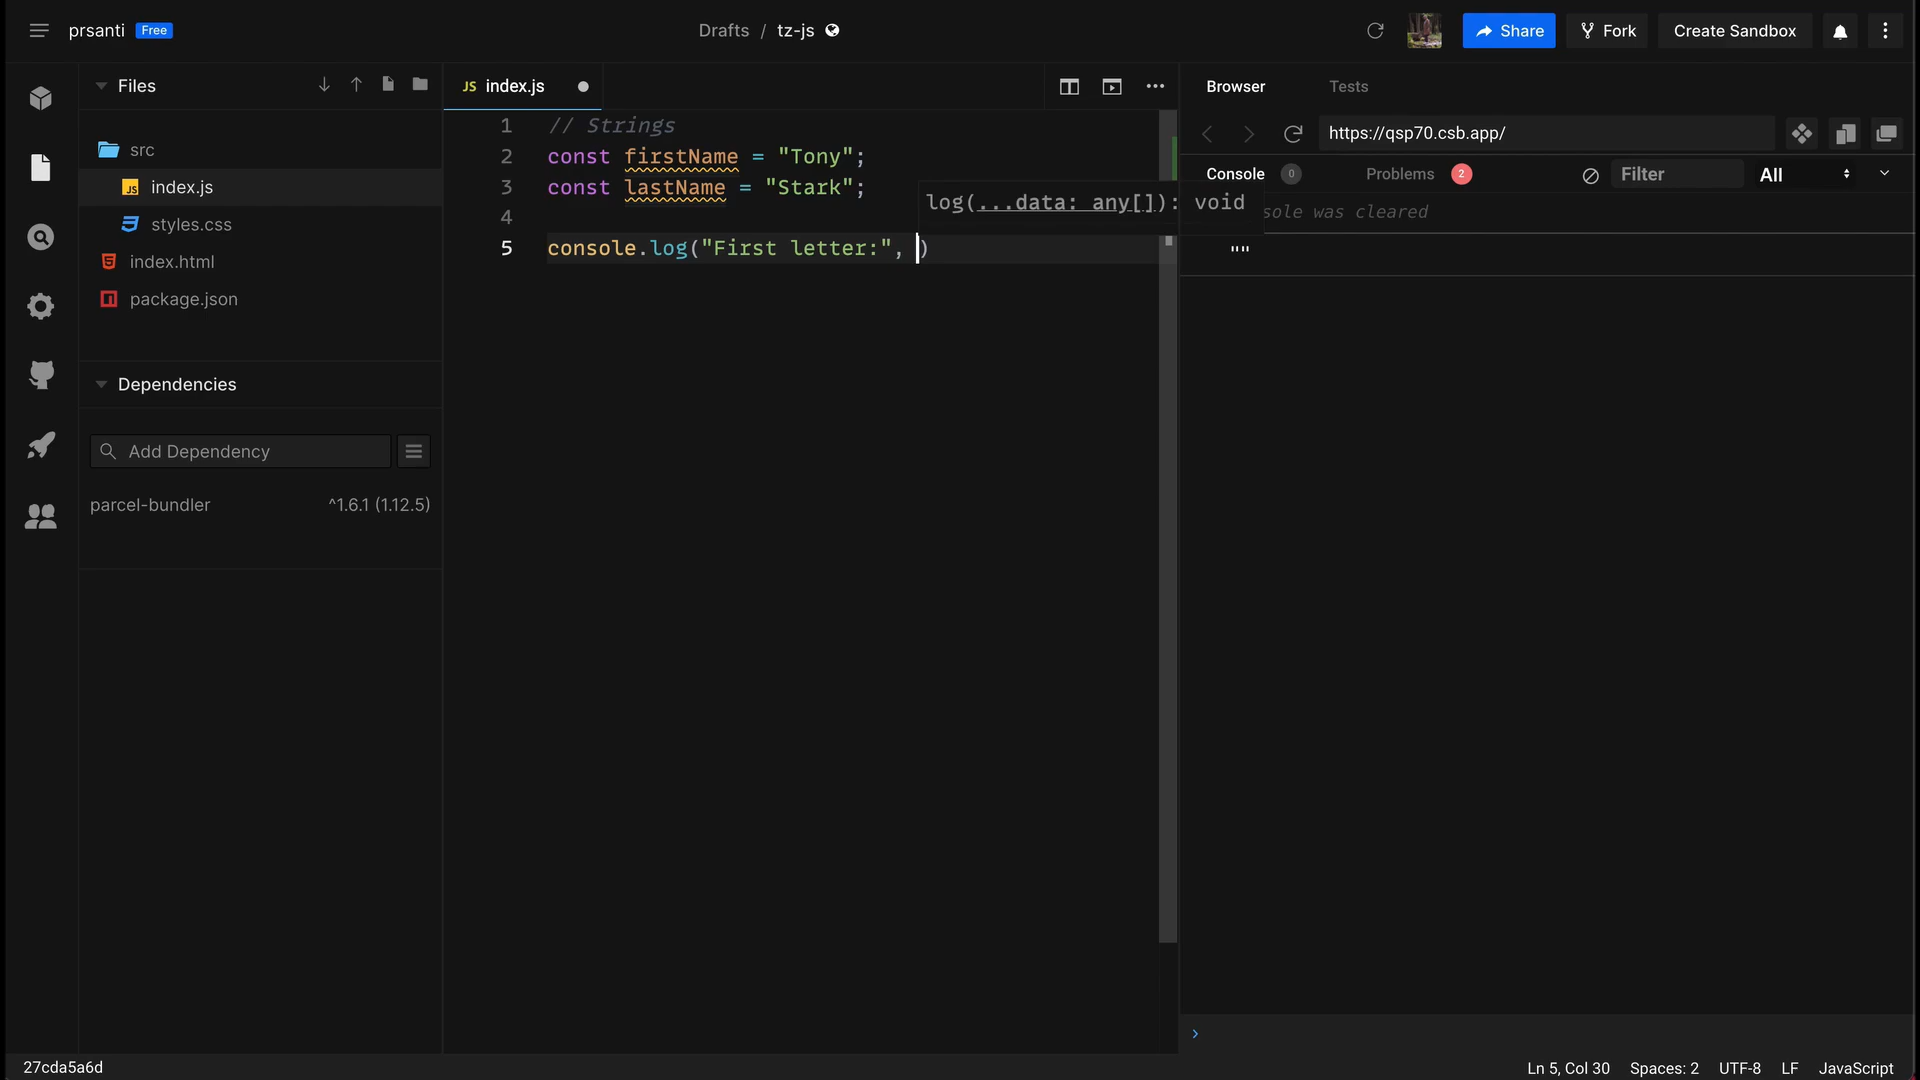 prsanti Free
Drafts / tz-js
Share
Fork
Create Sandbox
Files
src
JS index.js
styles.css
index.html
package.json
Dependencies
Add Dependency
parcel-bundler ^1.6.1 (1.12.5)
JS index.js
1 // Strings
2 const firstName = "Tony";
3 const lastName = "Stark";
4
5 console.log("First letter:", )
log(...data: any[]): void
Browser Tests
https://qsp70.csb.app/
Console 0 Problems 2 Filter All
sole was cleared
""
›
27cda5a6d
Ln 5, Col 30 Spaces: 2 UTF-8 LF JavaScript